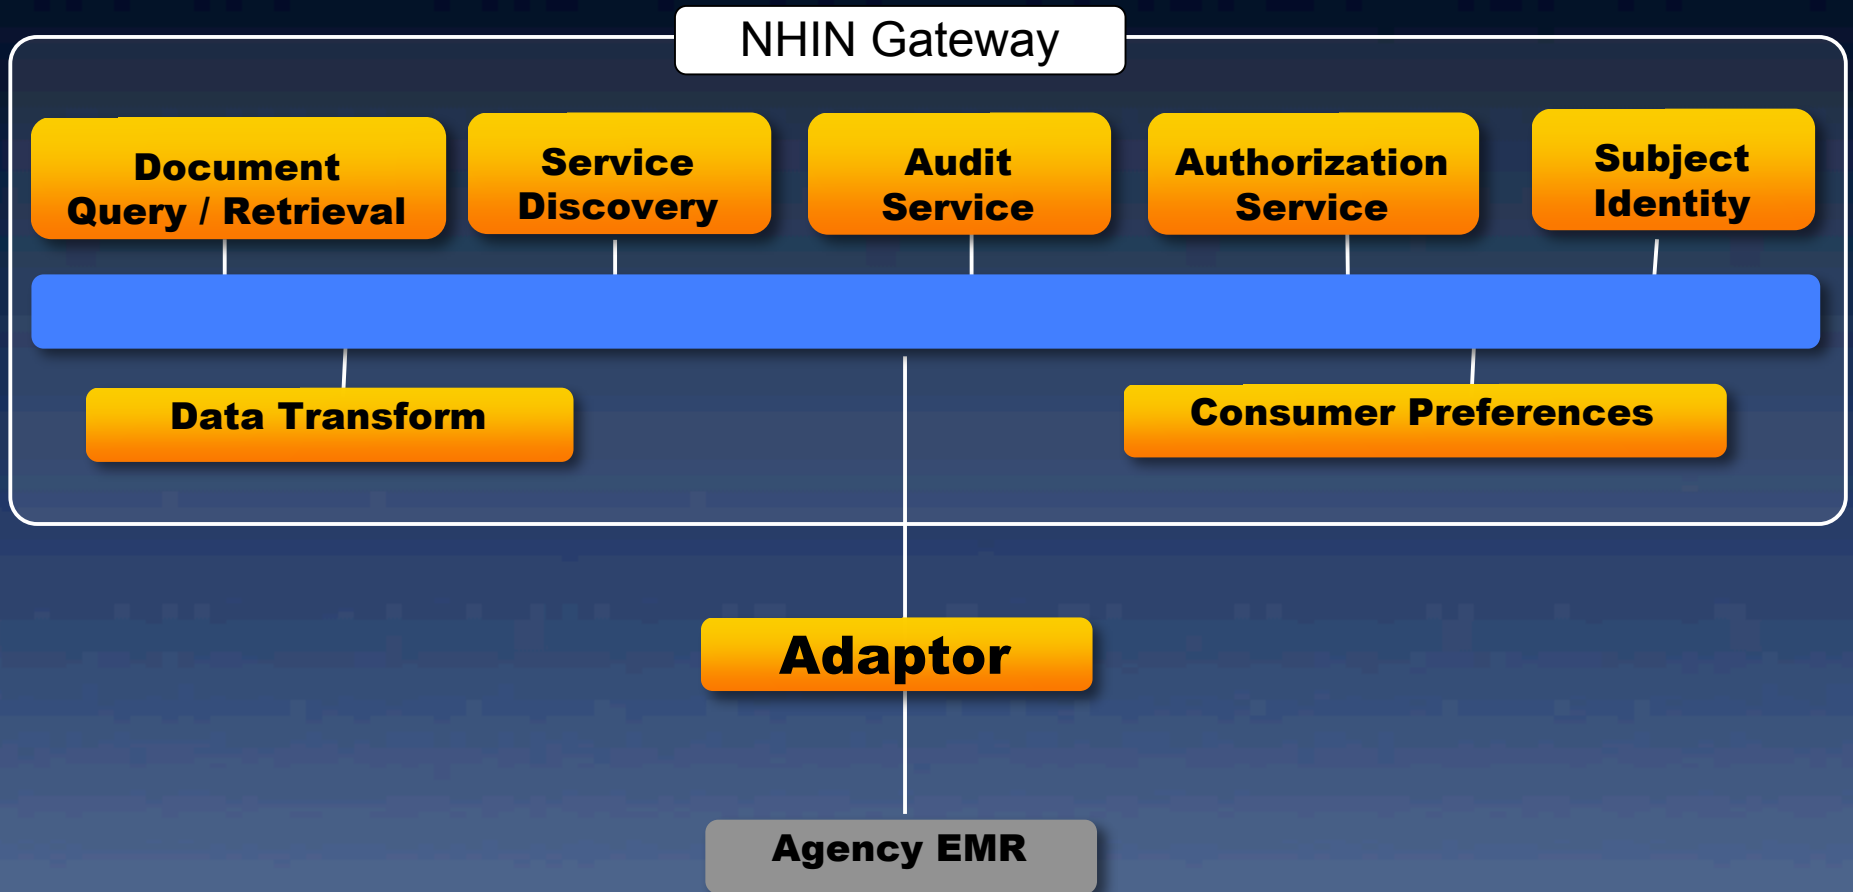 NHIN Gateway
Document
Query / Retrieval
Service
Discovery
Audit
Service
Authorization
Service
Subject
Identity
Data Transform
Consumer Preferences
Adaptor
Agency EMR